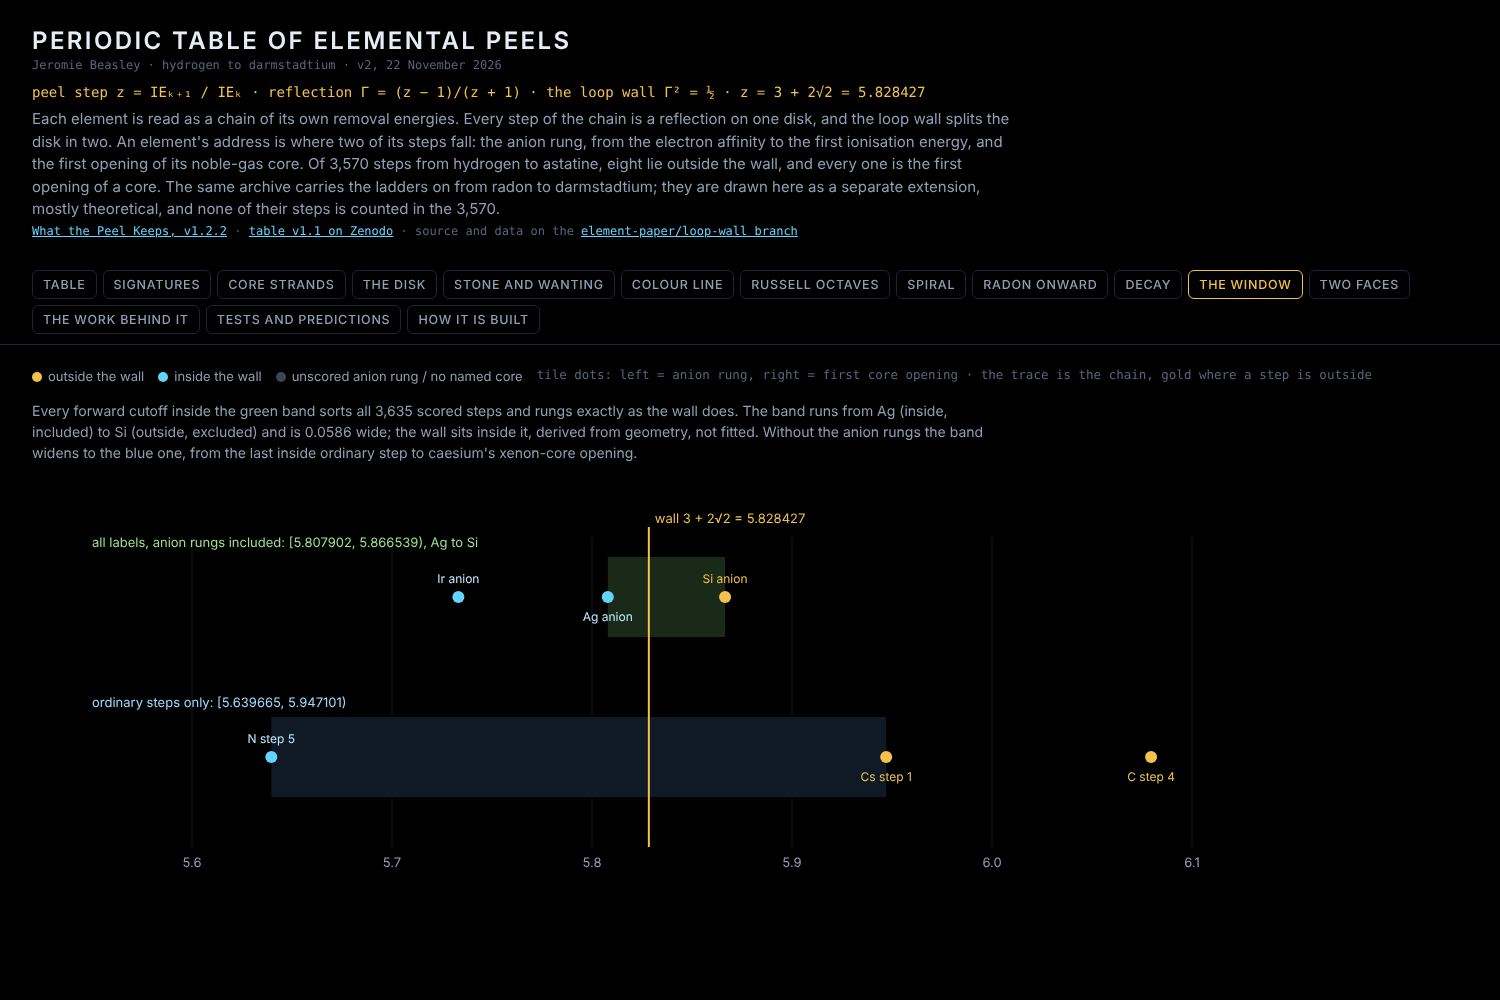 PERIODIC TABLE OF ELEMENTAL PEELS
Jeromie Beasley · hydrogen to darmstadtium · v2, 22 November 2026
peel step z = IEₖ₊₁ / IEₖ · reflection Γ = (z − 1)/(z + 1) · the loop wall Γ² = ½ · z = 3 + 2√2 = 5.828427
Each element is read as a chain of its own removal energies. Every step of the chain is a reflection on one disk, and the loop wall splits the
disk in two. An element's address is where two of its steps fall: the anion rung, from the electron affinity to the first ionisation energy, and
the first opening of its noble-gas core. Of 3,570 steps from hydrogen to astatine, eight lie outside the wall, and every one is the first
opening of a core. The same archive carries the ladders on from radon to darmstadtium; they are drawn here as a separate extension,
mostly theoretical, and none of their steps is counted in the 3,570.
What the Peel Keeps, v1.2.2 · table v1.1 on Zenodo · source and data on the element-paper/loop-wall branch
TABLE SIGNATURES CORE STRANDS THE DISK STONE AND WANTING COLOUR LINE RUSSELL OCTAVES SPIRAL RADON ONWARD DECAY THE WINDOW TWO FACES
THE WORK BEHIND IT TESTS AND PREDICTIONS HOW IT IS BUILT
outside the wall inside the wall unscored anion rung / no named core tile dots: left = anion rung, right = first core opening · the trace is the chain, gold where a step is outside
Every forward cutoff inside the green band sorts all 3,635 scored steps and rungs exactly as the wall does. The band runs from Ag (inside,
included) to Si (outside, excluded) and is 0.0586 wide; the wall sits inside it, derived from geometry, not fitted. Without the anion rungs the band
widens to the blue one, from the last inside ordinary step to caesium's xenon-core opening.
wall 3 + 2√2 = 5.828427
all labels, anion rungs included: [5.807902, 5.866539), Ag to Si
Ir anion
Si anion
Ag anion
ordinary steps only: [5.639665, 5.947101)
N step 5
Cs step 1
C step 4
5.6 5.7 5.8 5.9 6.0 6.1